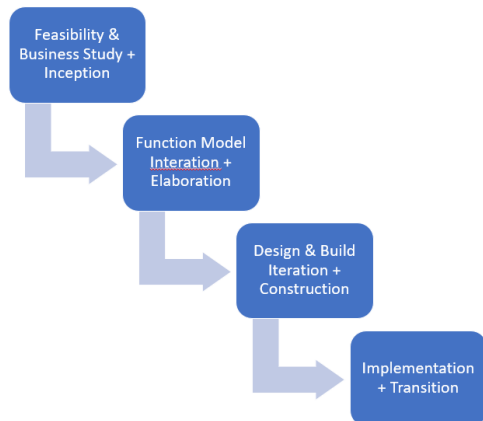 Feasibility &
Business Study +
Inception
Function Model
Interation +
Elaboration
Design & Build
Iteration +
Construction
Implementation
+ Transition